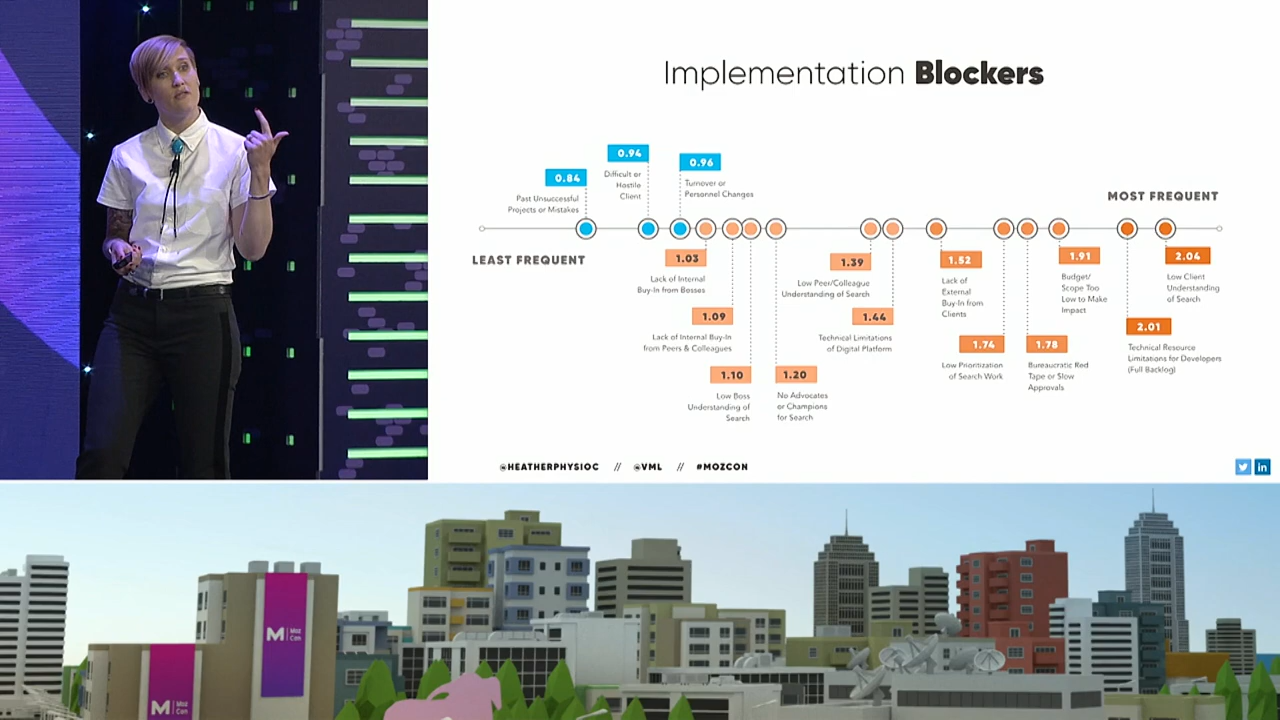 Implementation Blockers
0.94
0.96
0.84
Difficult or
Hostile
Client
Turnover or
Personnel Changes
Past Unsuccessful
Projects or Mistakes
MOST FREQUENT
LEAST FREQUENT
1.03
Lack of Internal
Buy-In from Bosses
1.39
Low Peer/Colleague
Understanding of Search
1.52
Lack of
External
Buy-In from
Clients
1.91
Budget/
Scope Too
Low to Make
Impact
2.04
Low Client
Understanding
of Search
1.09
Lack of Internal Buy-In
from Peers & Colleagues
1.44
Technical Limitations
of Digital Platform
2.01
Technical Resource
Limitations for Developers
(Full Backlog)
1.74
Low Prioritization
of Search Work
1.78
Bureaucratic Red
Tape or Slow
Approvals
1.10
Low Boss
Understanding of
Search
1.20
No Advocates
or Champions
for Search
@HEATHERPHYSIOC // @VML // #MOZCON
in
M Moz
Con
M Moz
Con